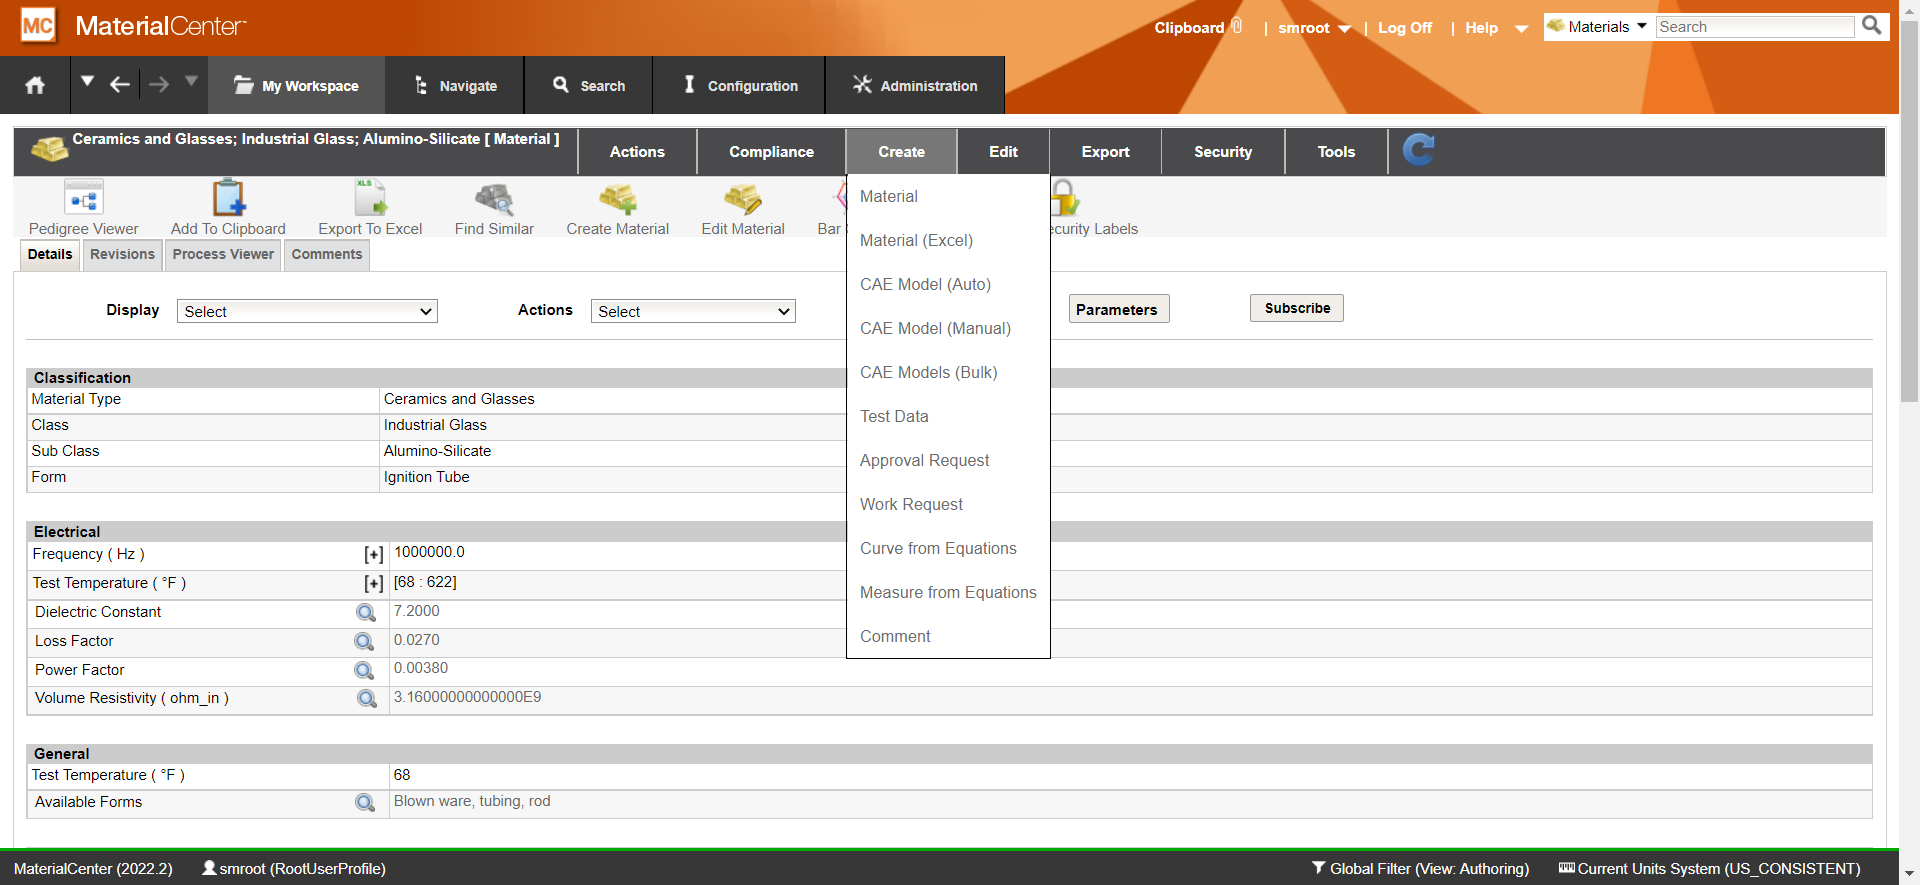 MC MaterialCenter
Clipboard | smroot | Log Off | Help Materials Search
My Workspace Navigate Search Configuration Administration
Ceramics and Glasses; Industrial Glass; Alumino-Silicate [ Material ] Actions Compliance Create Edit Export Security Tools
XLS
Pedigree Viewer Add To Clipboard Export To Excel Find Similar Create Material Edit Material Bar curity Labels
Details Revisions Process Viewer Comments
Display Select Actions Select Parameters Subscribe
Material
Material (Excel)
CAE Model (Auto)
CAE Model (Manual)
CAE Models (Bulk)
Test Data
Approval Request
Work Request
Curve from Equations
Measure from Equations
Comment
Classification
Material Type Ceramics and Glasses
Class Industrial Glass
Sub Class Alumino-Silicate
Form Ignition Tube
Electrical
Frequency ( Hz ) [+] 1000000.0
Test Temperature ( °F ) [+] [68 : 622]
Dielectric Constant 7.2000
Loss Factor 0.0270
Power Factor 0.00380
Volume Resistivity ( ohm_in ) 3.16000000000000E9
General
Test Temperature ( °F ) 68
Available Forms Blown ware, tubing, rod
MaterialCenter (2022.2) smroot (RootUserProfile) Global Filter (View: Authoring) Current Units System (US_CONSISTENT)